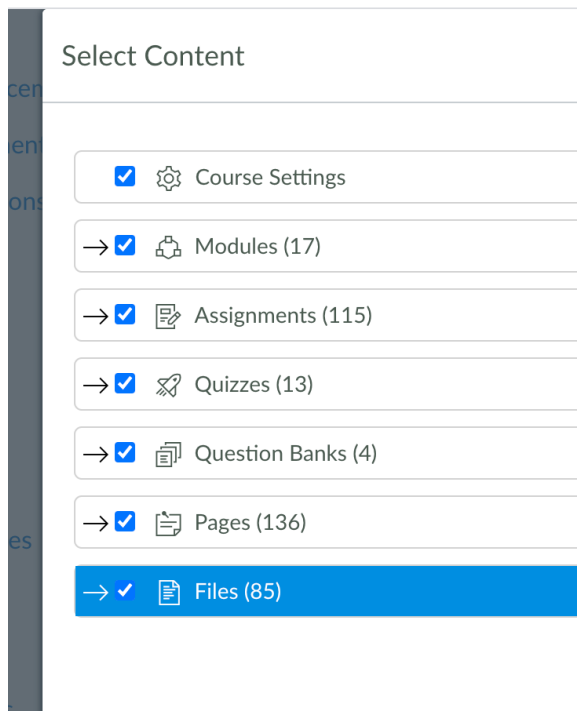 Select Content
Course Settings
Modules (17)
Assignments (115)
Quizzes (13)
Question Banks (4)
Pages (136)
Files (85)